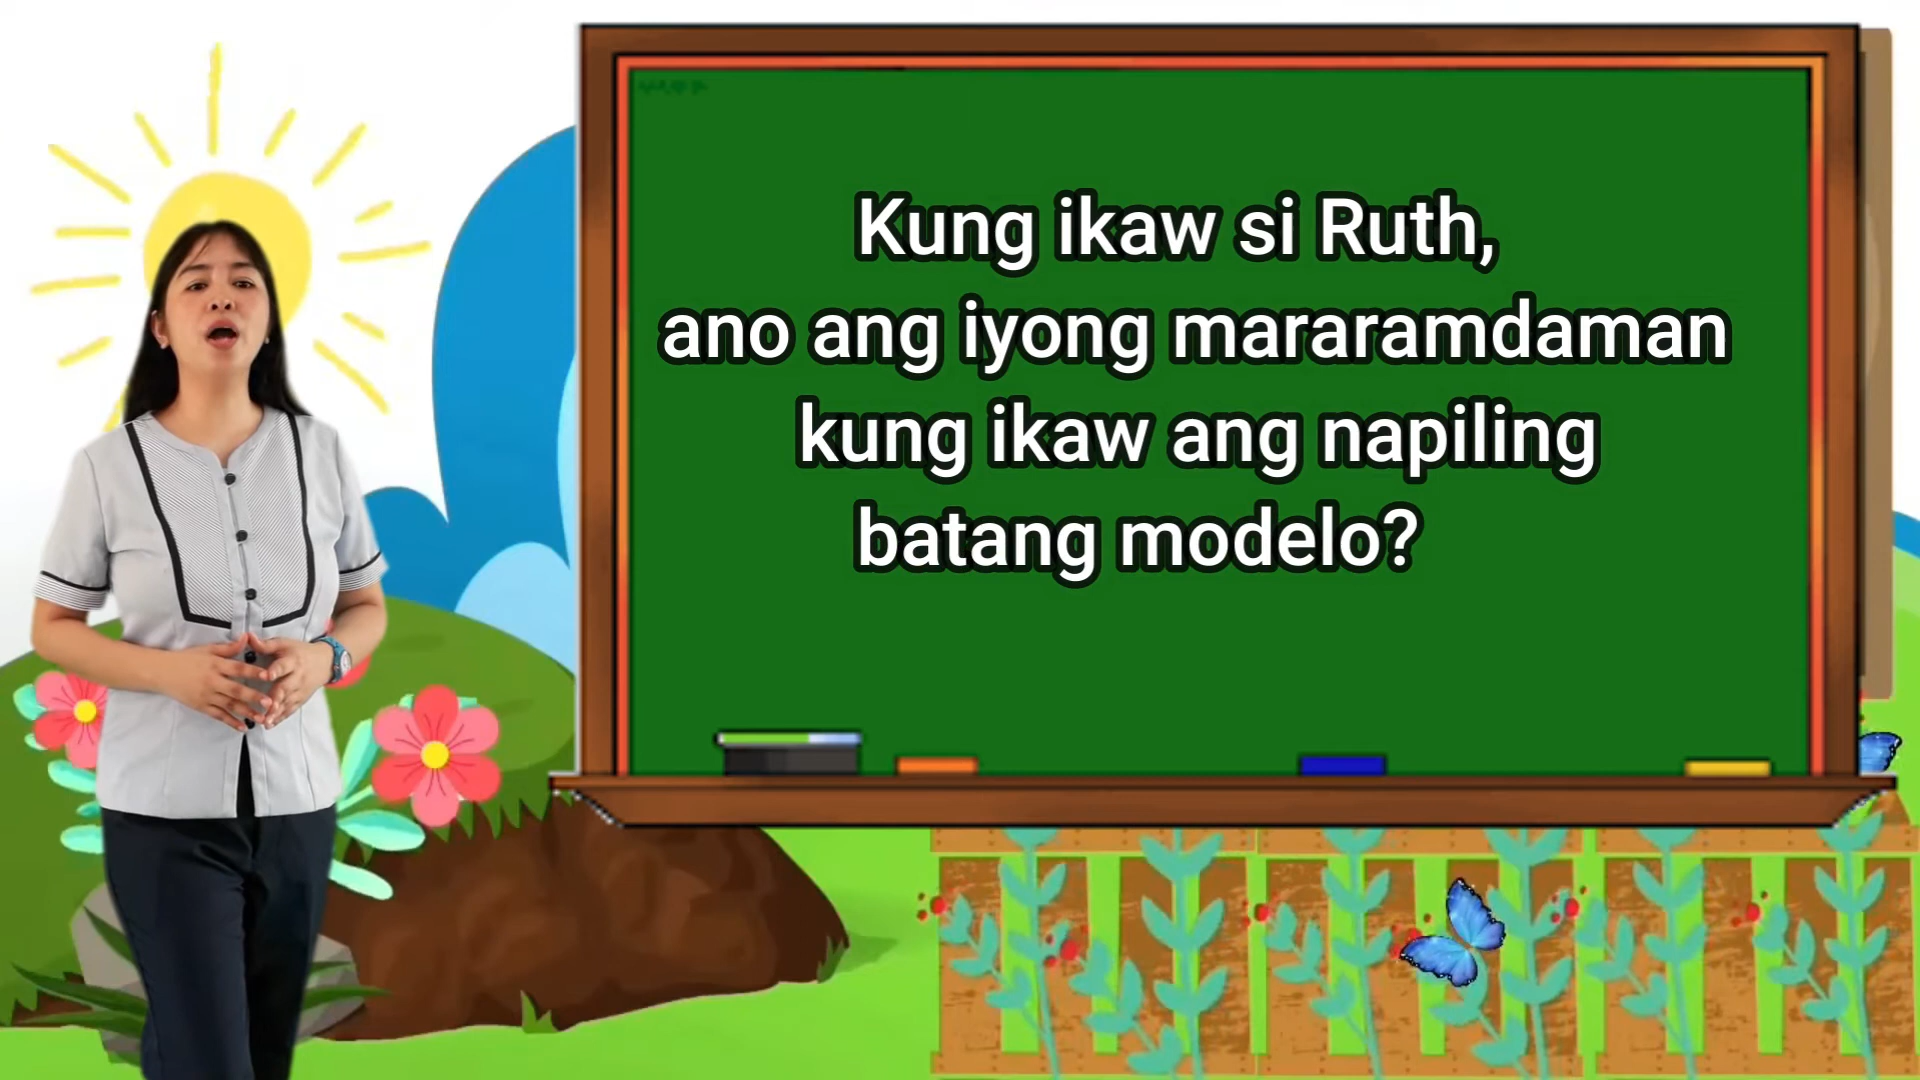 Kung ikaw si Ruth,
ano ang iyong mararamdaman
kung ikaw ang napiling
batang modelo?